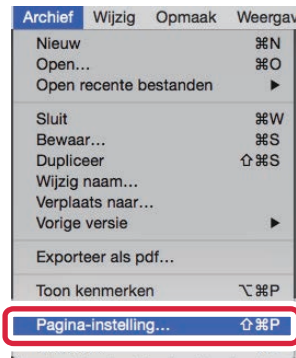 Archief Wijzig Opmaak Weergav
Nieuw ⌘N
Open... ⌘O
Open recente bestanden ▶
Sluit ⌘W
Bewaar... ⌘S
Dupliceer ⇧⌘S
Wijzig naam...
Verplaats naar...
Vorige versie ▶
Exporteer als pdf...
Toon kenmerken ⌥⌘P
Pagina-instelling... ⇧⌘P